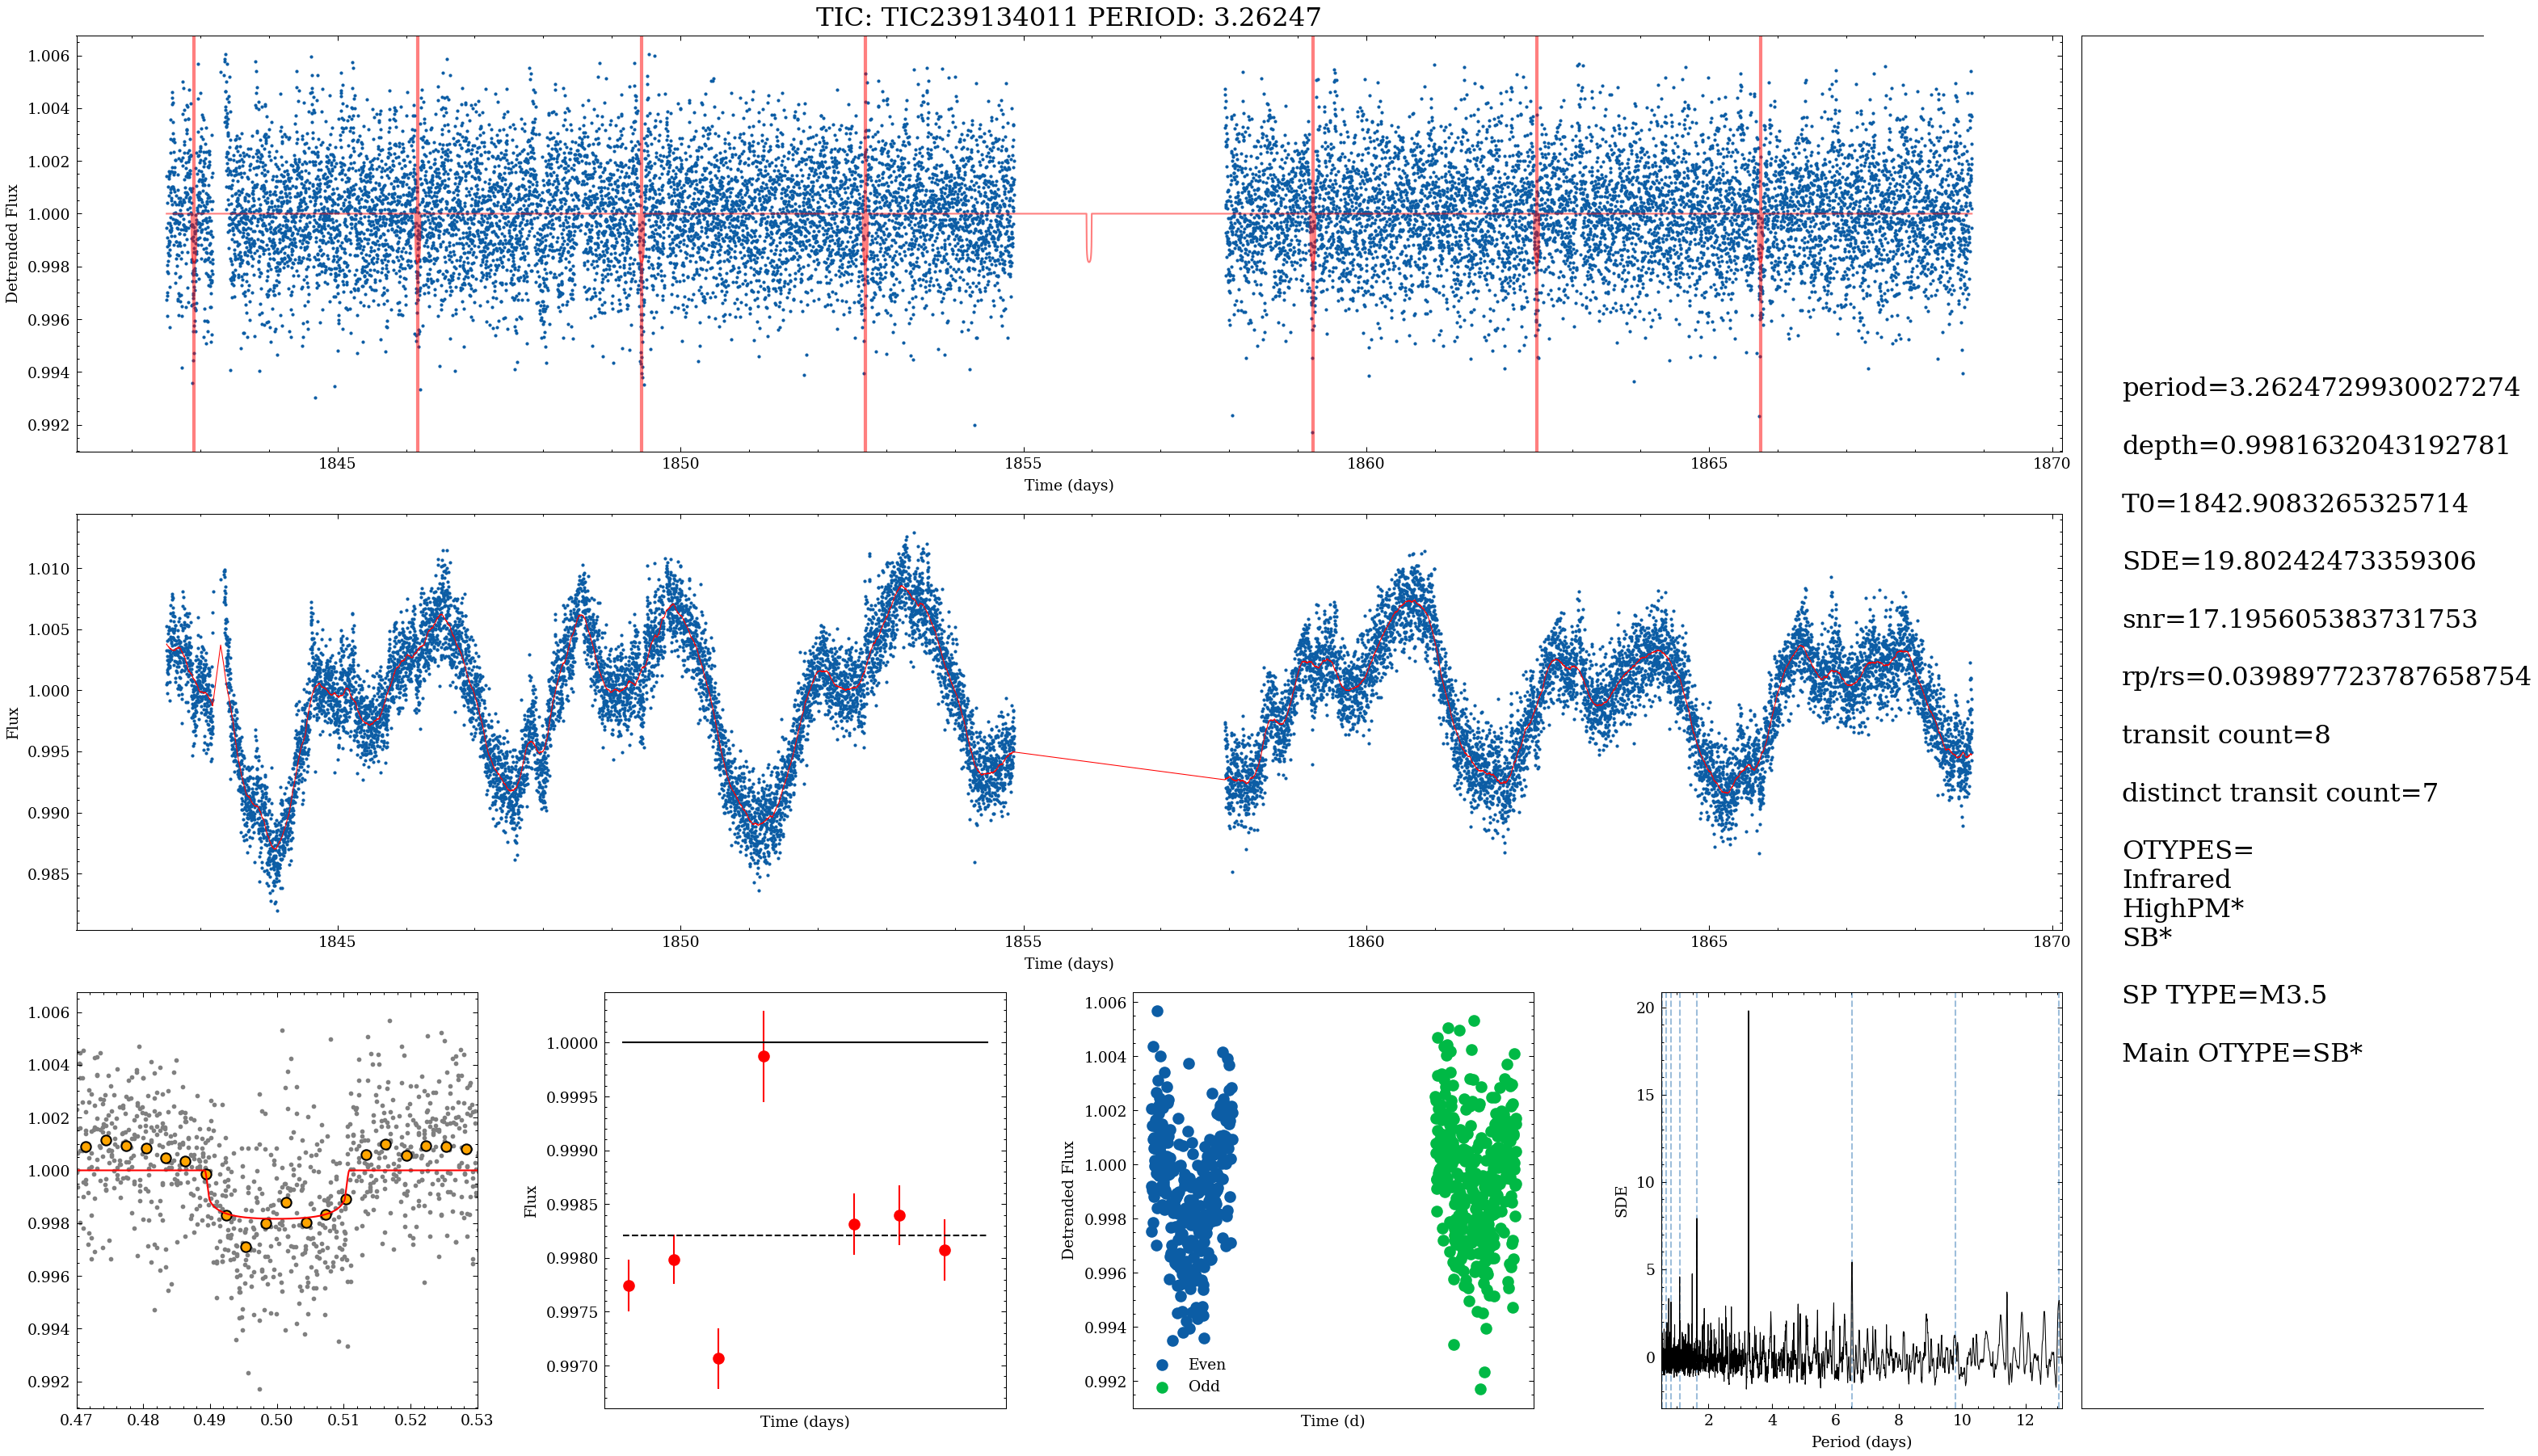 TIC: TIC239134011 PERIOD: 3.26247
Detrended Flux
1.006
1.004
1.002
1.000
0.998
0.996
0.994
0.992
1845 1850 1855 1860 1865 1870
Time (days)
Flux
1.010
1.005
1.000
0.995
0.990
0.985
1845 1850 1855 1860 1865 1870
Time (days)
1.006
1.004
1.002
1.000
0.998
0.996
0.994
0.992
0.47 0.48 0.49 0.50 0.51 0.52 0.53
Flux
1.0000
0.9995
0.9990
0.9985
0.9980
0.9975
0.9970
Time (days)
Detrended Flux
1.006
1.004
1.002
1.000
0.998
0.996
0.994
0.992
Even
Odd
Time (d)
SDE
20
15
10
5
0
2 4 6 8 10 12
Period (days)
period=3.2624729930027274
depth=0.9981632043192781
T0=1842.9083265325714
SDE=19.80242473359306
snr=17.195605383731753
rp/rs=0.039897723787658754
transit count=8
distinct transit count=7
OTYPES=
Infrared
HighPM*
SB*
SP TYPE=M3.5
Main OTYPE=SB*